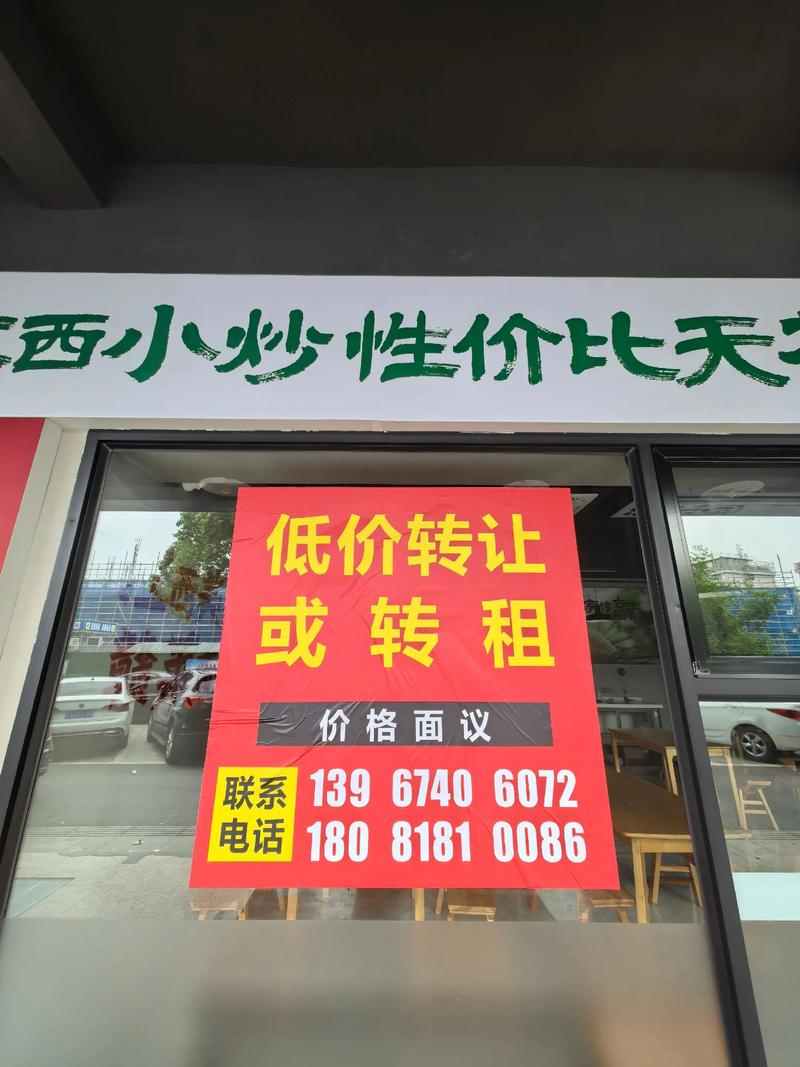 西小炒性价比天
低价转让
或转租
价格面议
联系电话
139 6740 6072
180 8181 0086